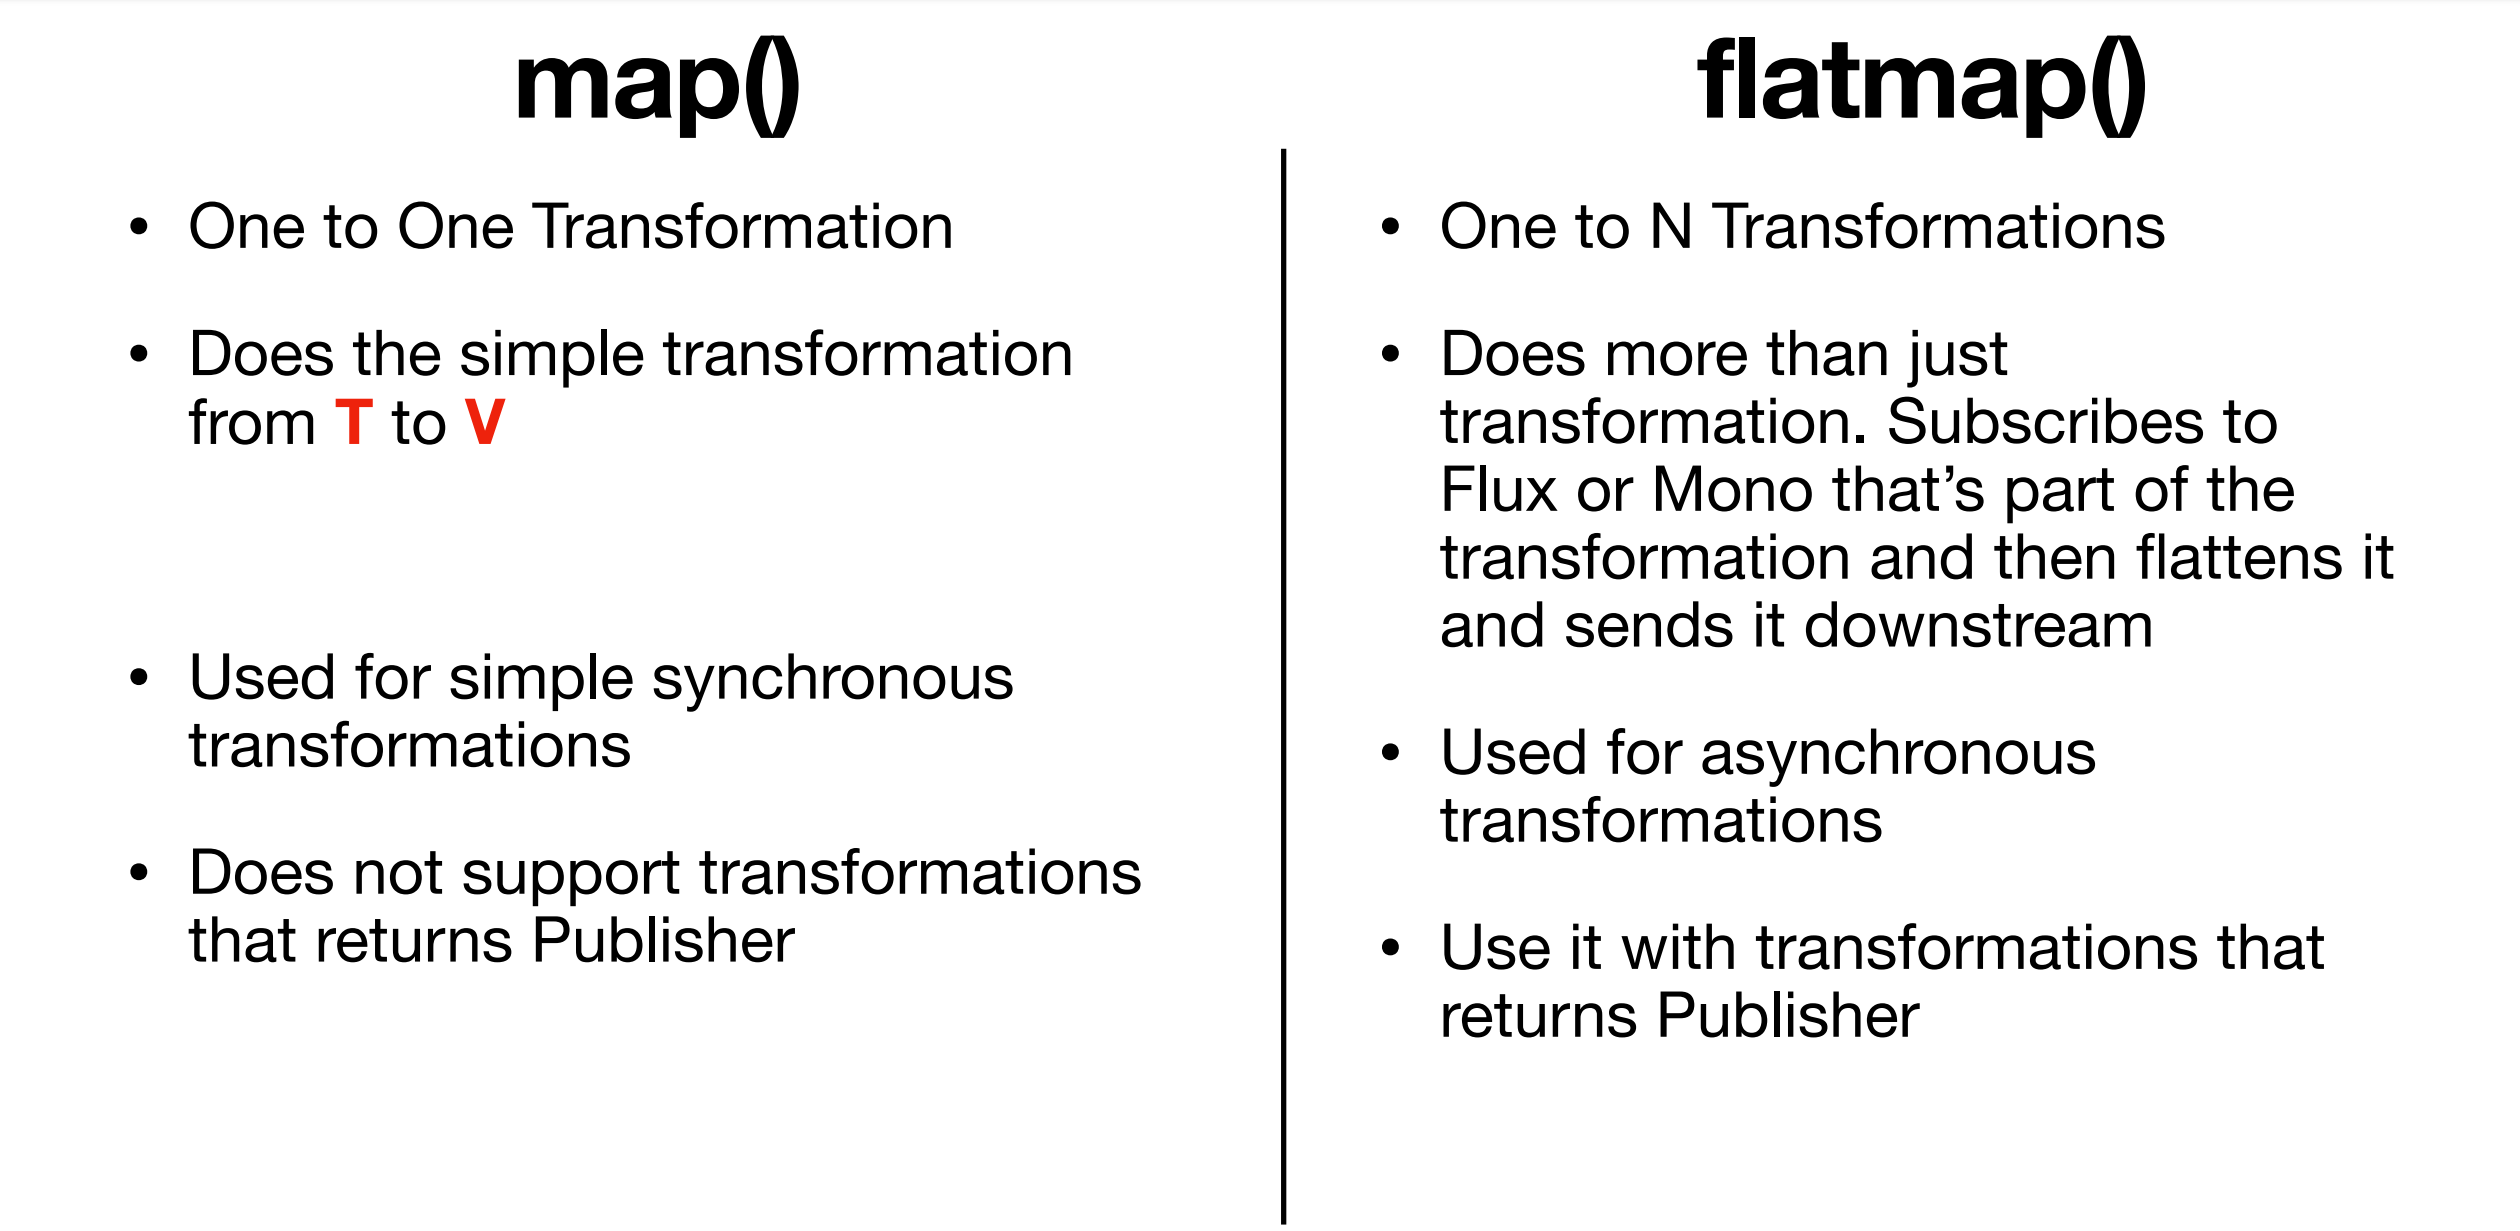 map()
• One to One Transformation
• Does the simple transformation
from T to V
• Used for simple synchronous
transformations
• Does not support transformations
that returns Publisher
flatmap()
• One to N Transformations
• Does more than just
transformation. Subscribes to
Flux or Mono that’s part of the
transformation and then flattens it
and sends it downstream
• Used for asynchronous
transformations
• Use it with transformations that
returns Publisher